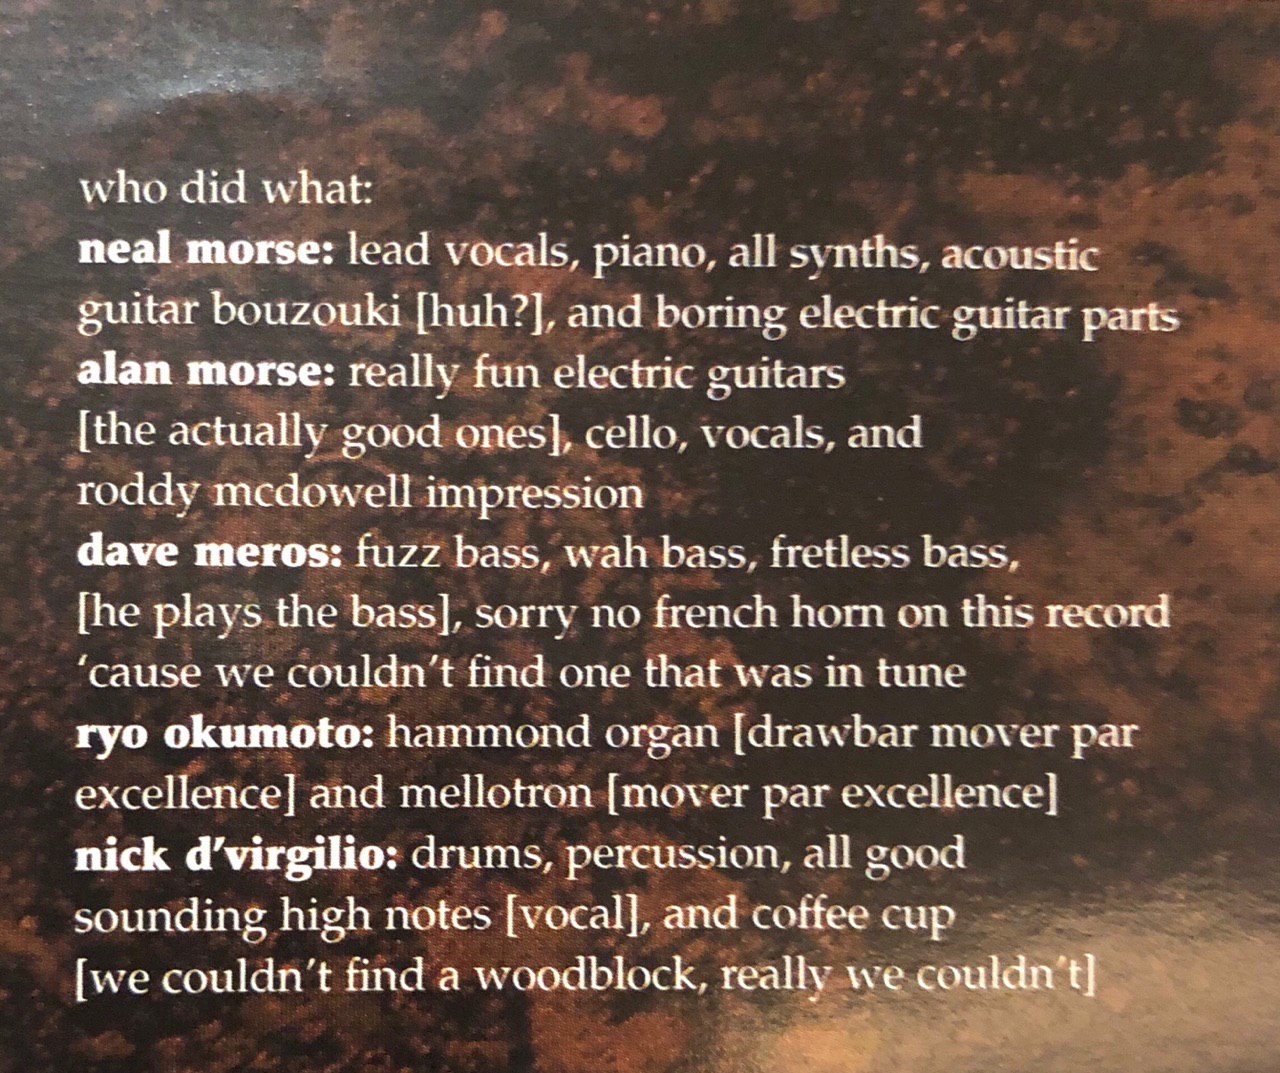 who did what:
neal morse: lead vocals, piano, all synths, acoustic
guitar bouzouki [huh?], and boring electric guitar parts
alan morse: really fun electric guitars
[the actually good ones], cello, vocals, and
roddy mcdowell impression
dave meros: fuzz bass, wah bass, fretless bass,
[he plays the bass], sorry no french horn on this record
‘cause we couldn’t find one that was in tune
ryo okumoto: hammond organ [drawbar mover par
excellence] and mellotron [mover par excellence]
nick d’virgilio: drums, percussion, all good
sounding high notes [vocal], and coffee cup
[we couldn’t find a woodblock, really we couldn’t]